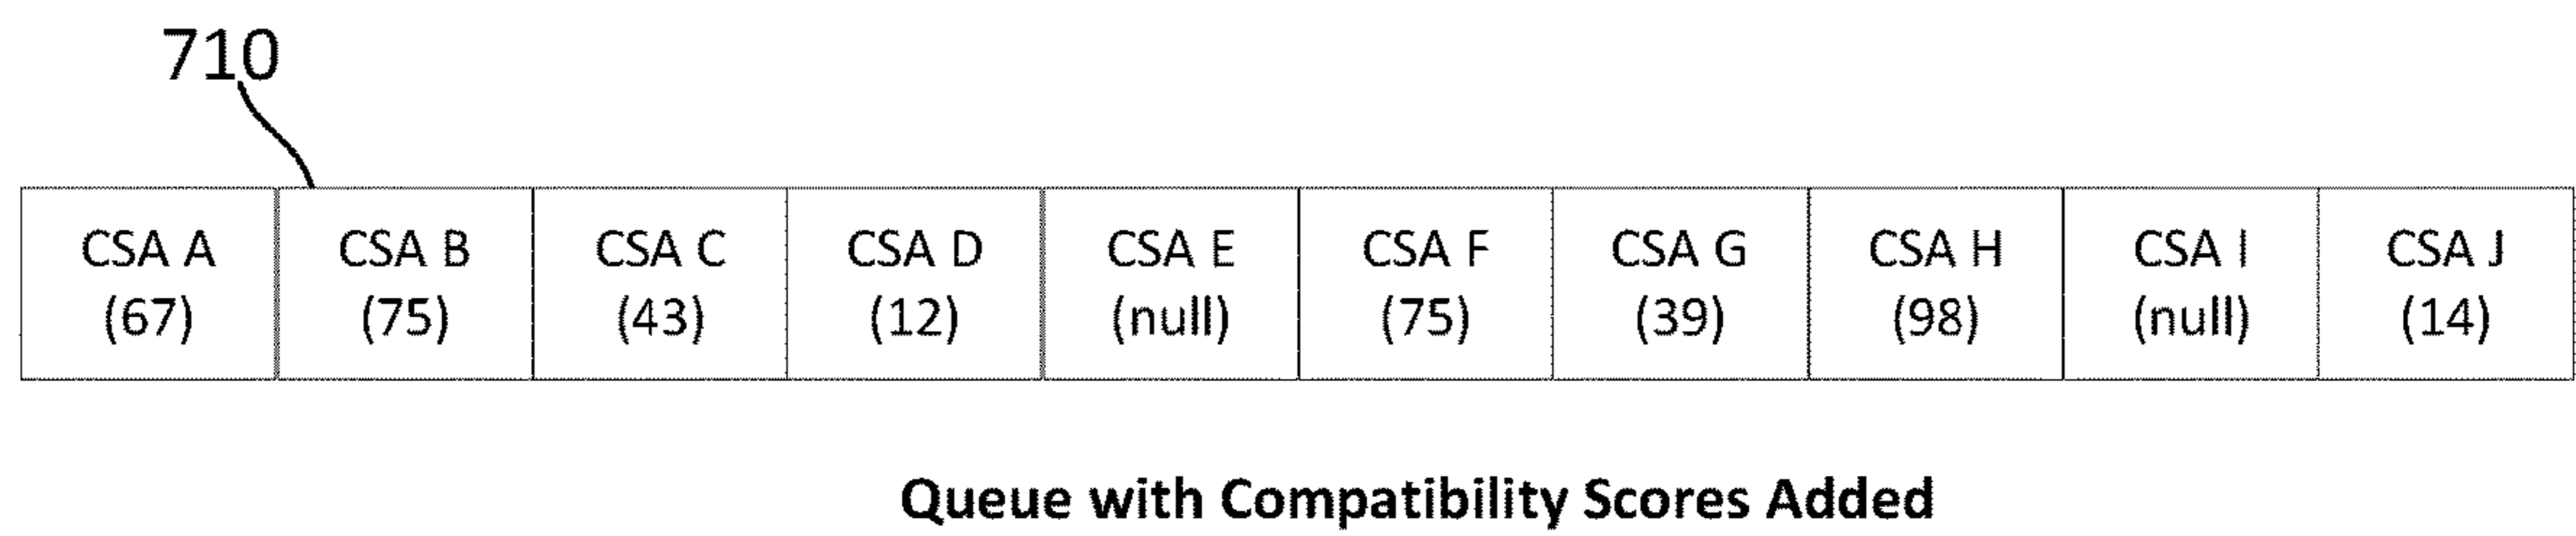 710
CSA A CSA B CSA C CSA D CSA E CSA F CSA G CSA H CSA I CSA J
(67) (75) (43) (12) (null) (75) (39) (98) (null) (14)
Queue with Compatibility Scores Added